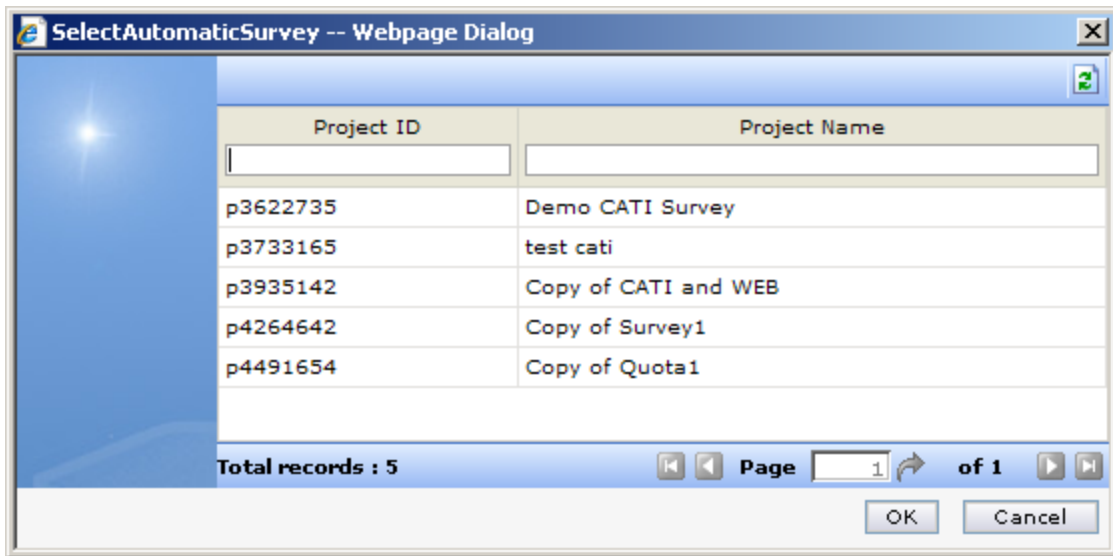 SelectAutomaticSurvey -- Webpage Dialog
Project ID Project Name
p3622735 Demo CATI Survey
p3733165 test cati
p3935142 Copy of CATI and WEB
p4264642 Copy of Survey1
p4491654 Copy of Quota1
Total records : 5 Page 1 of 1
OK Cancel